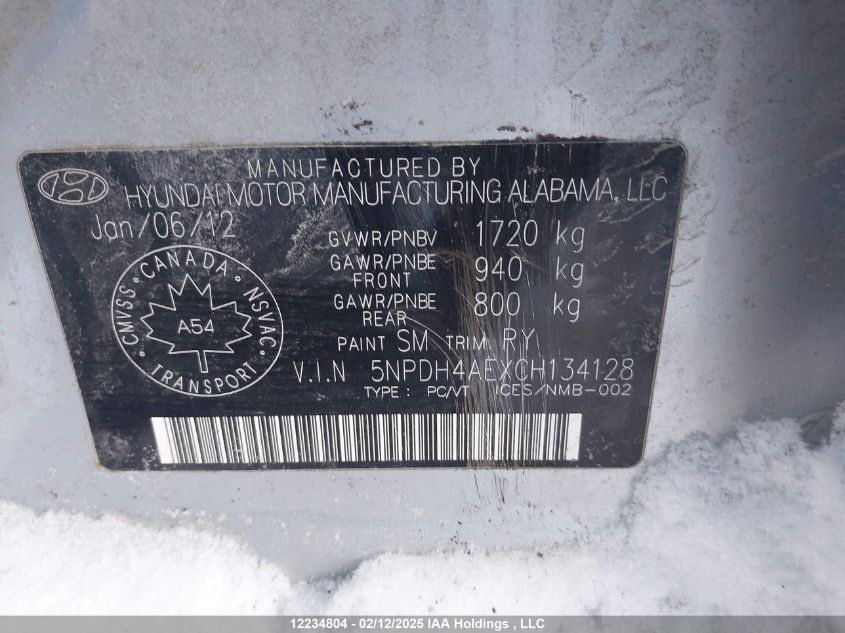 MANUFACTURED BY
HYUNDAI MOTOR MANUFACTURING ALABAMA, LLC
Jan/06/12
GVWR/PNBV 1720 kg
GAWR/PNBE FRONT 940 kg
GAWR/PNBE REAR 800 kg
CANADA
CMVSS · NSVAC
A54
TRANSPORT
PAINT SM TRIM RY
V.I.N 5NPDH4AEXCH134128
TYPE: PC/VT ICES/NMB-002
12234804 - 02/12/2025 IAA Holdings , LLC